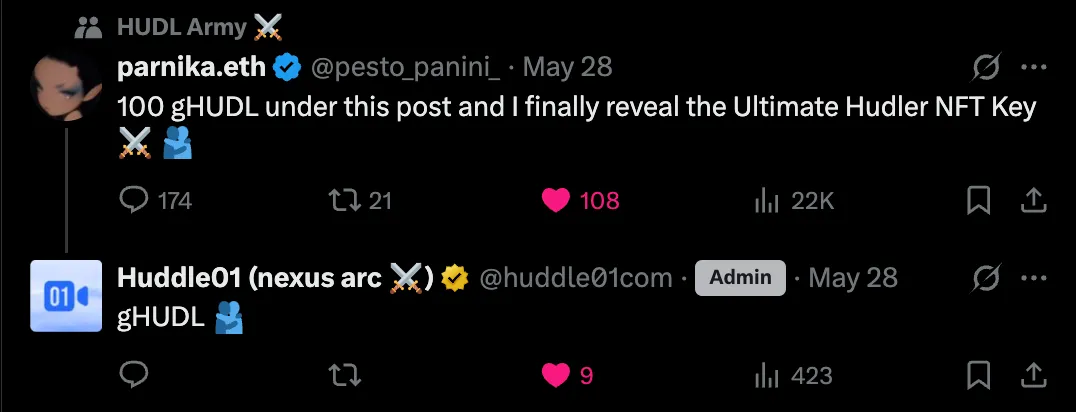 HUDL Army ⚔️
parnika.eth @pesto_panini_ · May 28
100 gHUDL under this post and I finally reveal the Ultimate Hudler NFT Key
⚔️ 🫂
174 21 108 22K
Huddle01 (nexus arc ⚔️) @huddle01com · Admin · May 28
01
gHUDL 🫂
9 423